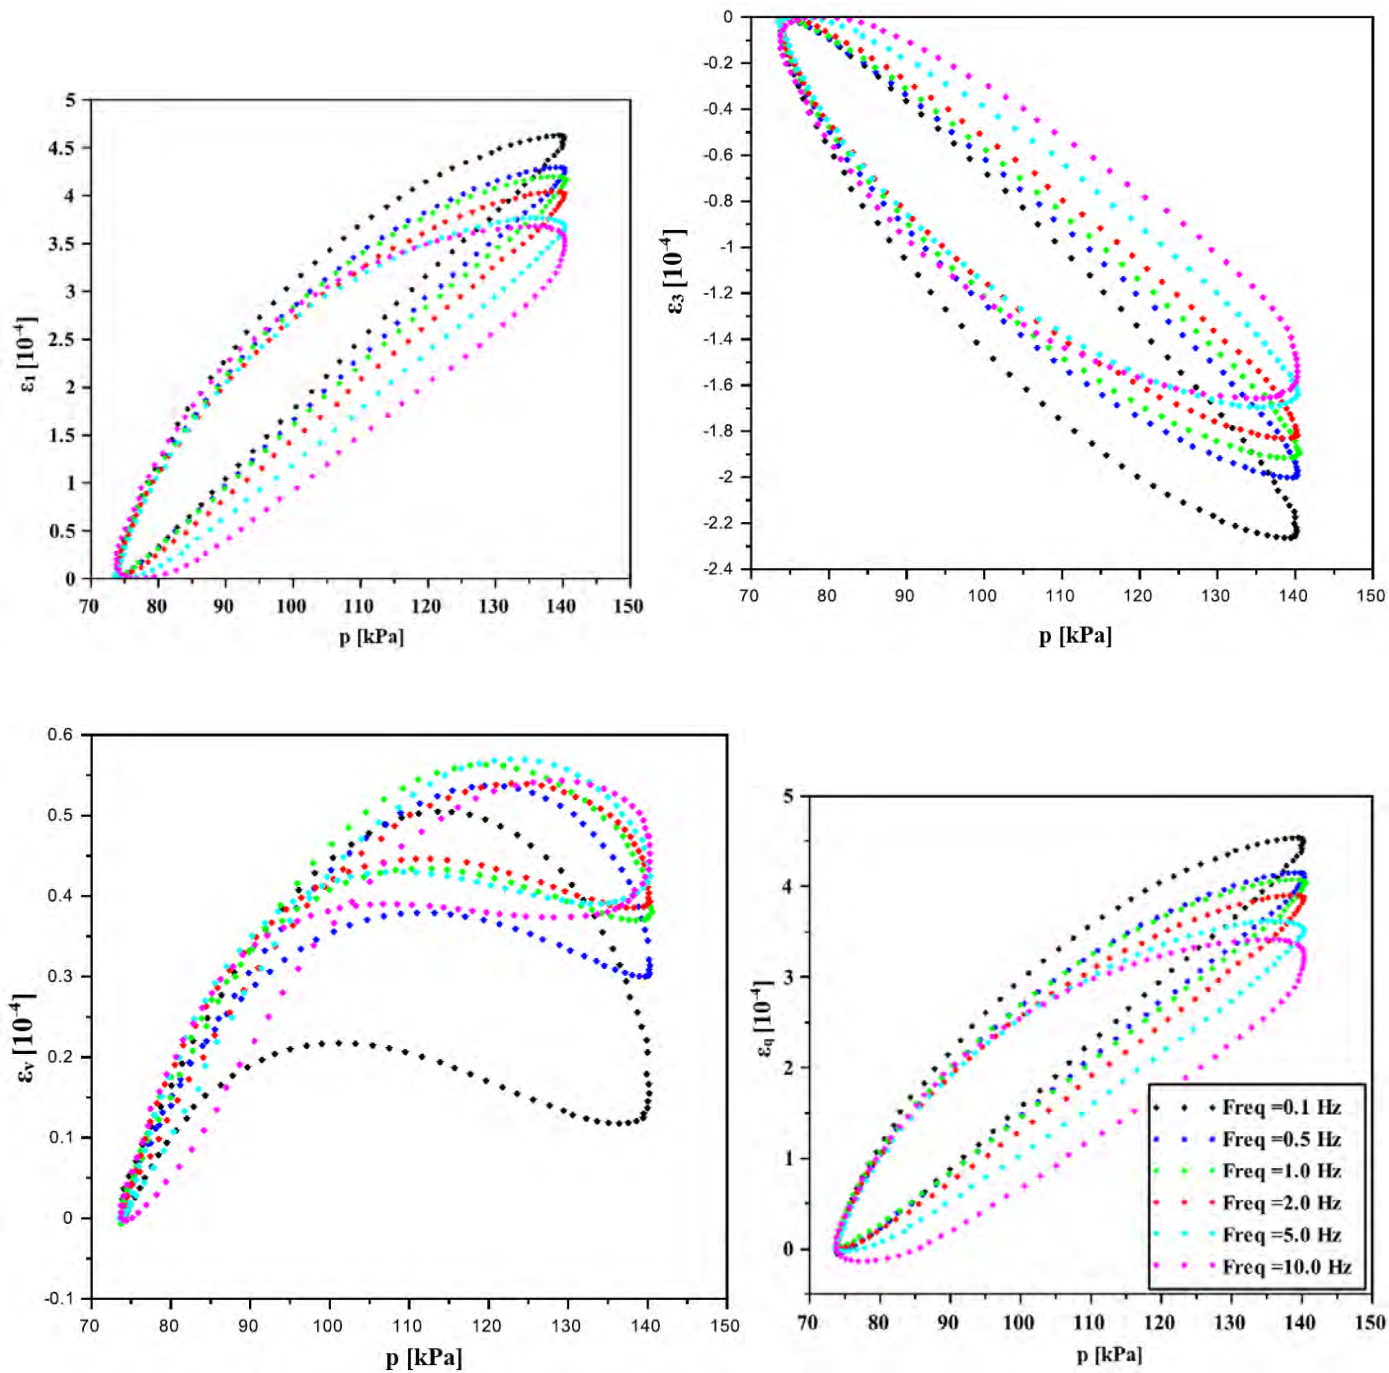 5
4.5
4
3.5
3
2.5
2
1.5
1
0.5
0
ε1 [10-4]
70 80 90 100 110 120 130 140 150
p [kPa]
0
-0.2
-0.4
-0.6
-0.8
-1
-1.2
-1.4
-1.6
-1.8
-2
-2.2
-2.4
ε3 [10-4]
70 80 90 100 110 120 130 140 150
p [kPa]
0.6
0.5
0.4
0.3
0.2
0.1
0
-0.1
εv [10-4]
70 80 90 100 110 120 130 140 150
p [kPa]
5
4
3
2
1
0
εq [10-4]
70 80 90 100 110 120 130 140 150
p [kPa]
Freq =0.1 Hz
Freq =0.5 Hz
Freq =1.0 Hz
Freq =2.0 Hz
Freq =5.0 Hz
Freq =10.0 Hz